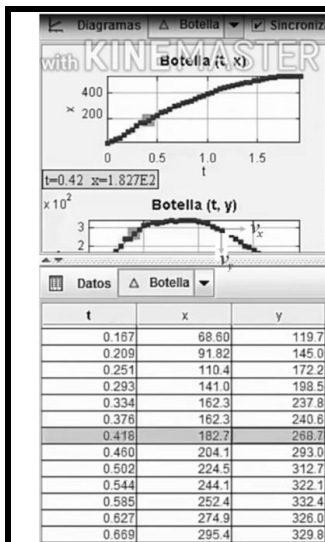 Diagramas Botella Sincroniz
with KINEMASTER
Botella (t, x)
400
x
200
0 0.5 1.0 1.5
t
t=0.42 x=1.827E2
x10²
Botella (t, y)
3
2
vx
vy
Datos Botella
t x y
0.167 68.60 119.7
0.209 91.82 145.0
0.251 110.4 172.2
0.293 141.0 198.5
0.334 162.3 237.8
0.376 162.3 240.6
0.418 182.7 268.7
0.460 204.1 293.0
0.502 224.5 312.7
0.544 244.1 322.1
0.585 252.4 332.4
0.627 274.9 326.0
0.669 295.4 329.8